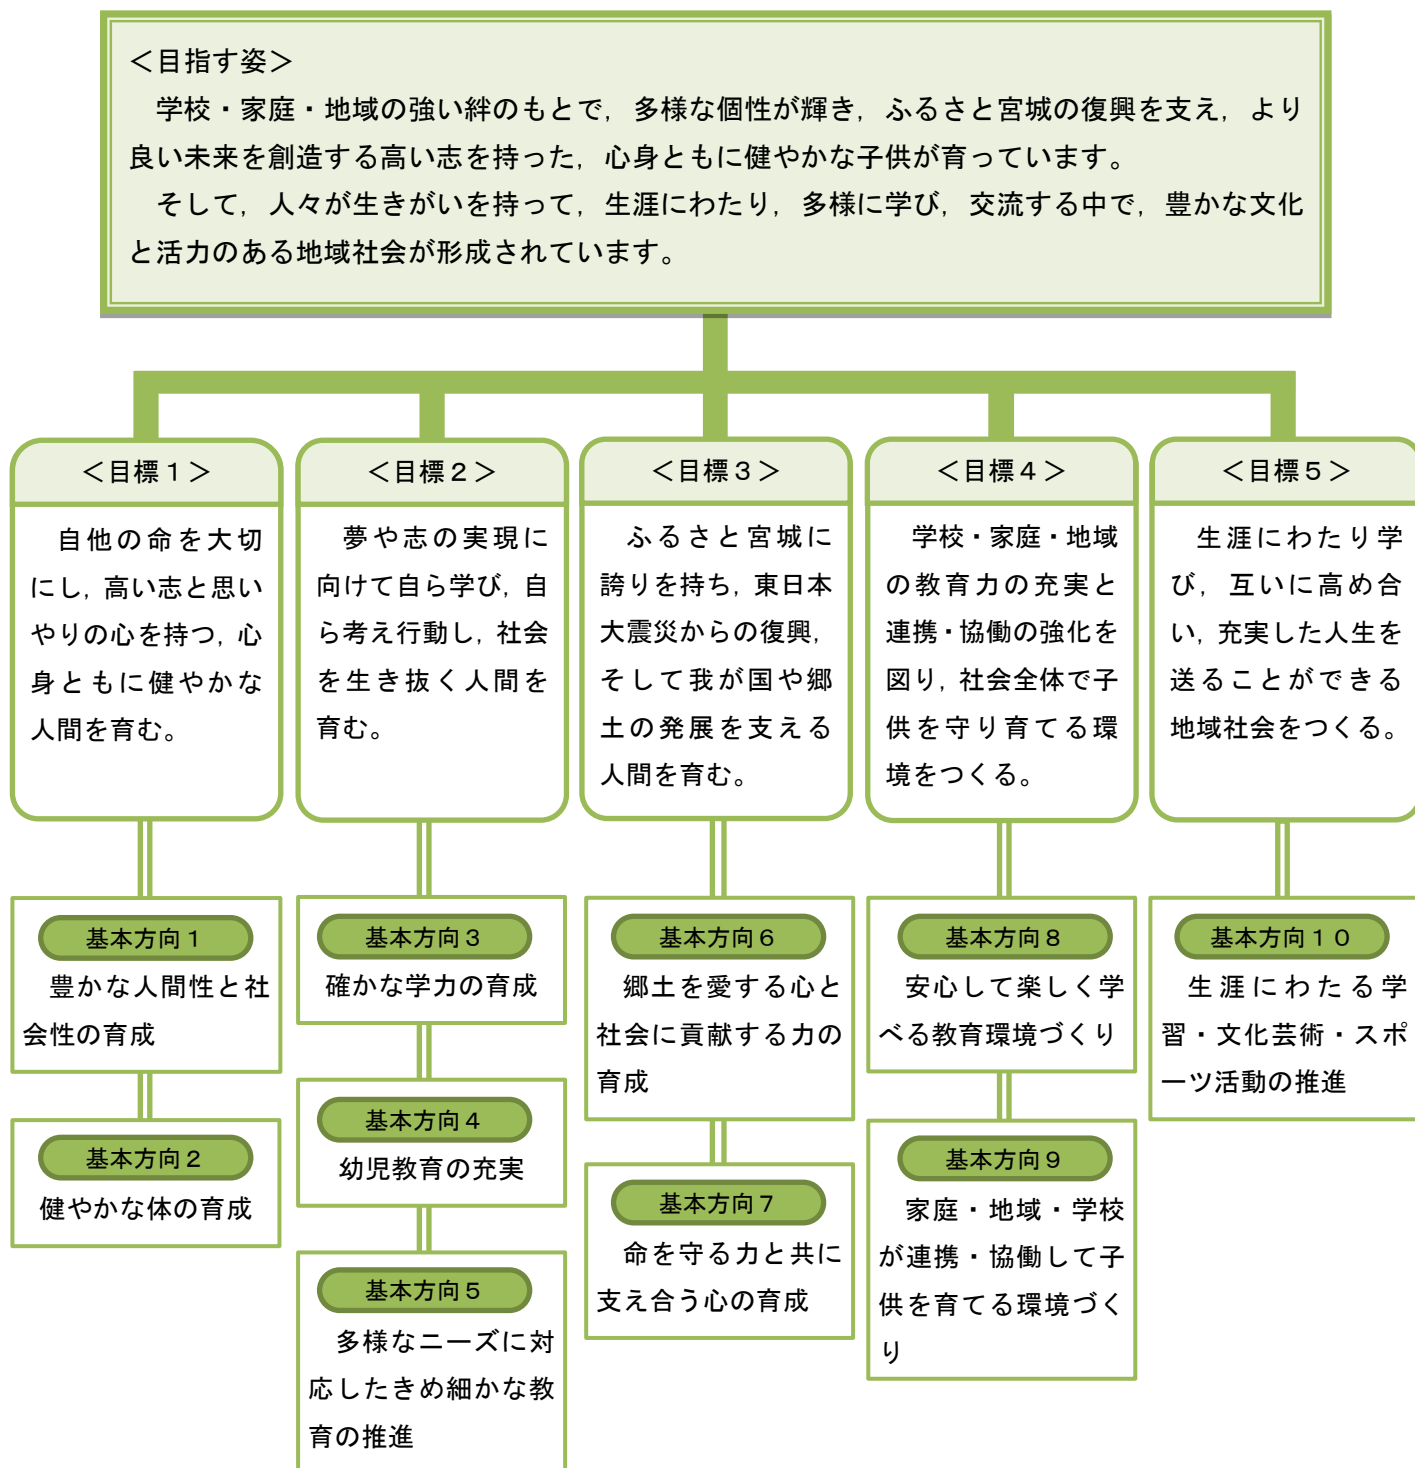 ＜目指す姿＞
学校・家庭・地域の強い絆のもとで，多様な個性が輝き，ふるさと宮城の復興を支え，より
良い未来を創造する高い志を持った，心身ともに健やかな子供が育っています。
そして，人々が生きがいを持って，生涯にわたり，多様に学び，交流する中で，豊かな文化
と活力のある地域社会が形成されています。
＜目標１＞
自他の命を大切
にし，高い志と思い
やりの心を持つ，心
身ともに健やかな
人間を育む。
＜目標２＞
夢や志の実現に
向けて自ら学び，自
ら考え行動し，社会
を生き抜く人間を
育む。
＜目標３＞
ふるさと宮城に
誇りを持ち，東日本
大震災からの復興，
そして我が国や郷
土の発展を支える
人間を育む。
＜目標４＞
学校・家庭・地域
の教育力の充実と
連携・協働の強化を
図り，社会全体で子
供を守り育てる環
境をつくる。
＜目標５＞
生涯にわたり学
び，互いに高め合
い，充実した人生を
送ることができる
地域社会をつくる。
基本方向１
豊かな人間性と社
会性の育成
基本方向２
健やかな体の育成
基本方向３
確かな学力の育成
基本方向４
幼児教育の充実
基本方向５
多様なニーズに対
応したきめ細かな教
育の推進
基本方向６
郷土を愛する心と
社会に貢献する力の
育成
基本方向７
命を守る力と共に
支え合う心の育成
基本方向８
安心して楽しく学
べる教育環境づくり
基本方向９
家庭・地域・学校
が連携・協働して子
供を育てる環境づく
り
基本方向１０
生涯にわたる学
習・文化芸術・スポ
ーツ活動の推進